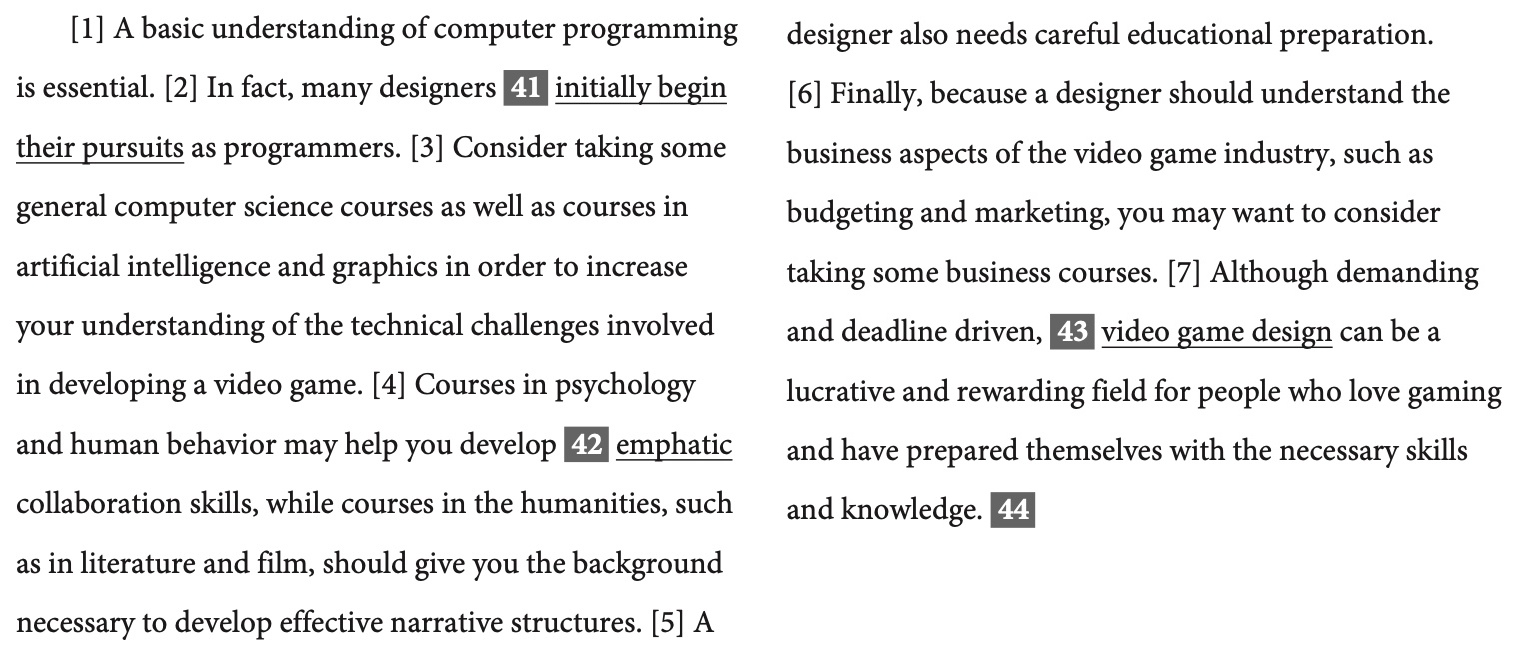 [1] A basic understanding of computer programming
is essential. [2] In fact, many designers 41 initially begin
their pursuits as programmers. [3] Consider taking some
general computer science courses as well as courses in
artificial intelligence and graphics in order to increase
your understanding of the technical challenges involved
in developing a video game. [4] Courses in psychology
and human behavior may help you develop 42 emphatic
collaboration skills, while courses in the humanities, such
as in literature and film, should give you the background
necessary to develop effective narrative structures. [5] A
designer also needs careful educational preparation.
[6] Finally, because a designer should understand the
business aspects of the video game industry, such as
budgeting and marketing, you may want to consider
taking some business courses. [7] Although demanding
and deadline driven, 43 video game design can be a
lucrative and rewarding field for people who love gaming
and have prepared themselves with the necessary skills
and knowledge. 44